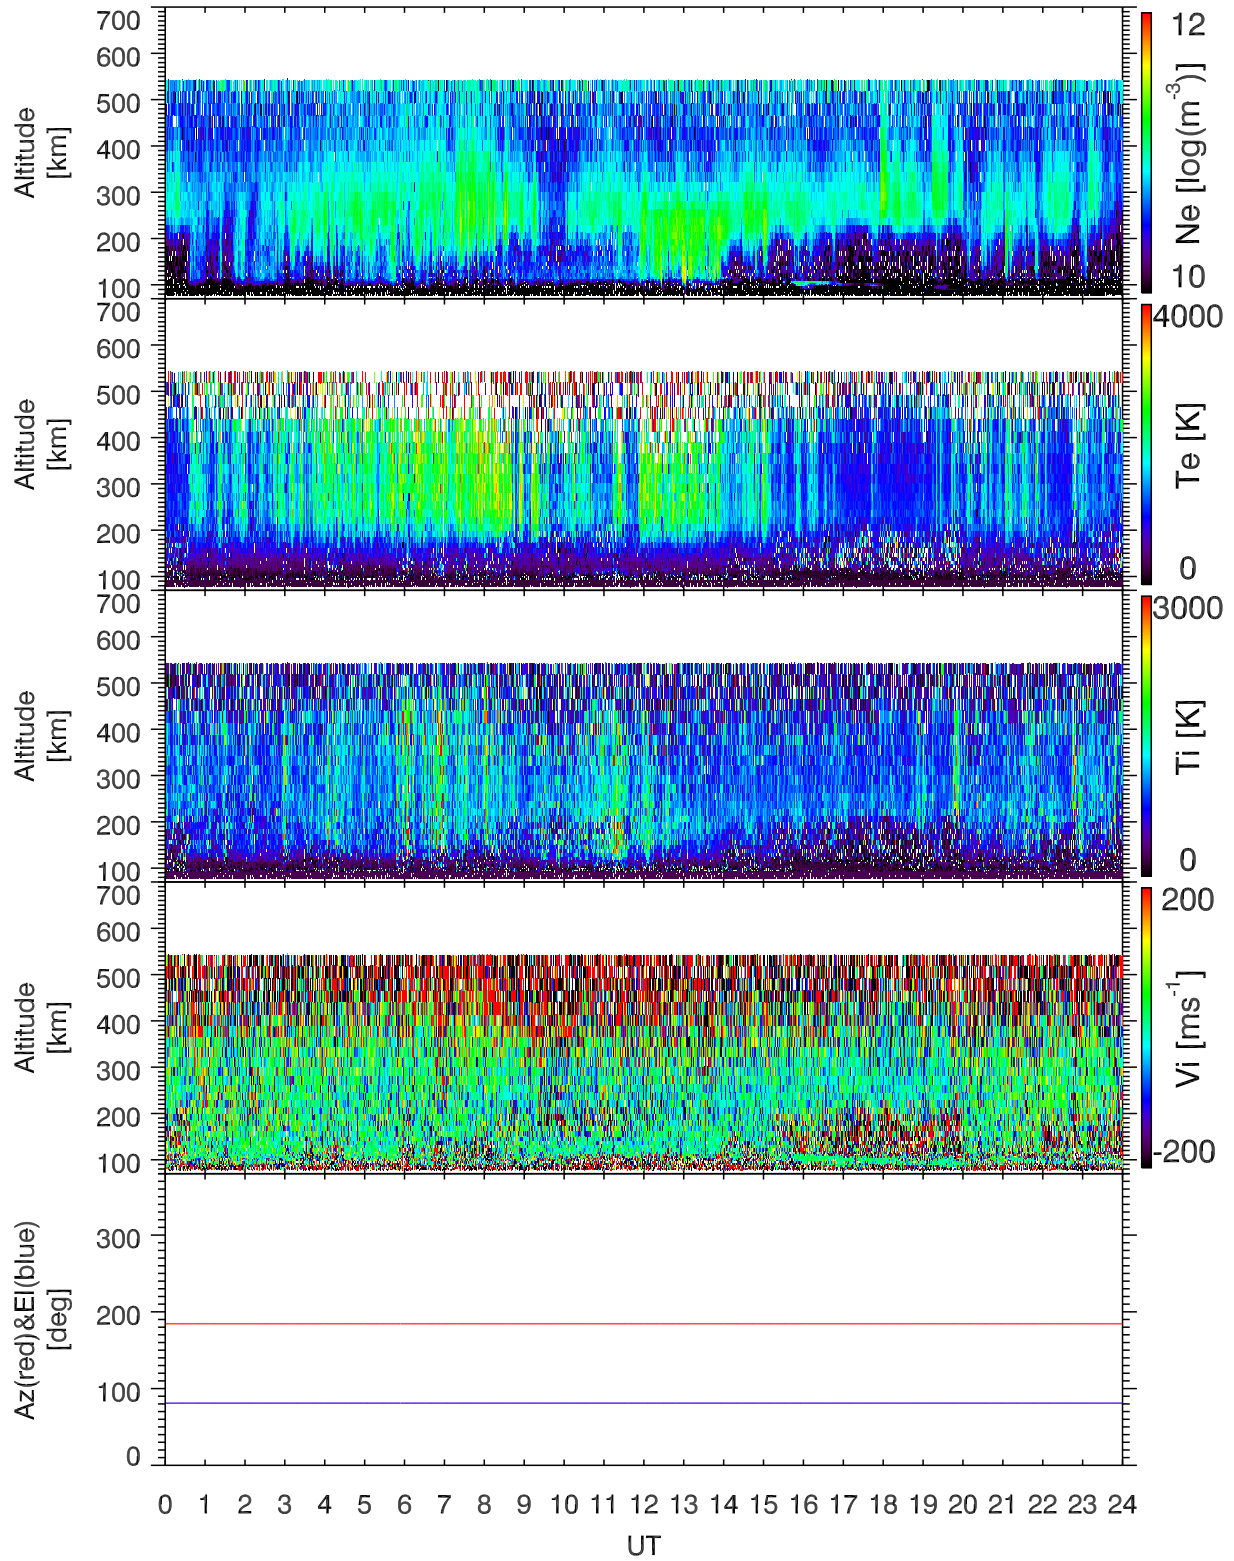 700
600
500
400
300
200
100
Altitude
[km]
12
Ne [log(m⁻³)]
10
700
600
500
400
300
200
100
Altitude
[km]
4000
Te [K]
0
700
600
500
400
300
200
100
Altitude
[km]
3000
Ti [K]
0
700
600
500
400
300
200
100
Altitude
[km]
200
Vi [ms⁻¹]
-200
300
200
100
0
Az(red)&El(blue)
[deg]
0 1 2 3 4 5 6 7 8 9 10 11 12 13 14 15 16 17 18 19 20 21 22 23 24
UT